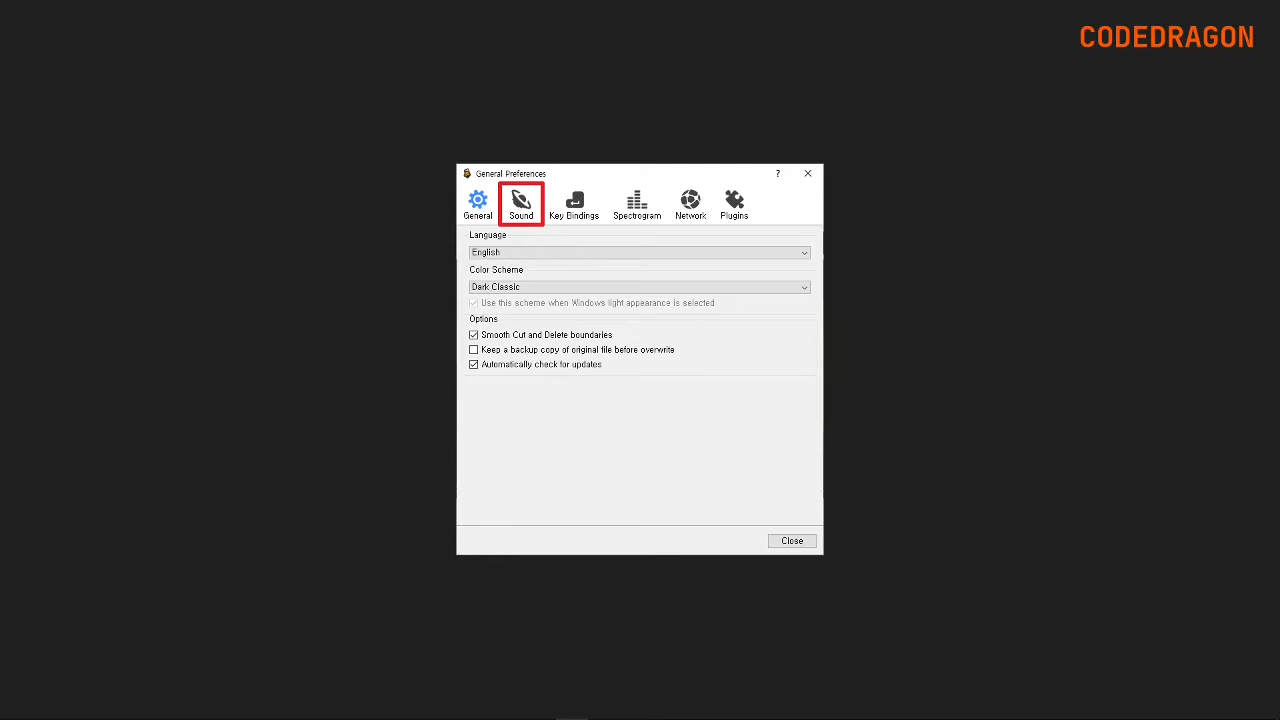 CODEDRAGON
General Preferences
?
General Sound Key Bindings Spectrogram Network Plugins
Language
English
Color Scheme
Dark Classic
Use this scheme when Windows light appearance is selected
Options
Smooth Cut and Delete boundaries
Keep a backup copy of original file before overwrite
Automatically check for updates
Close